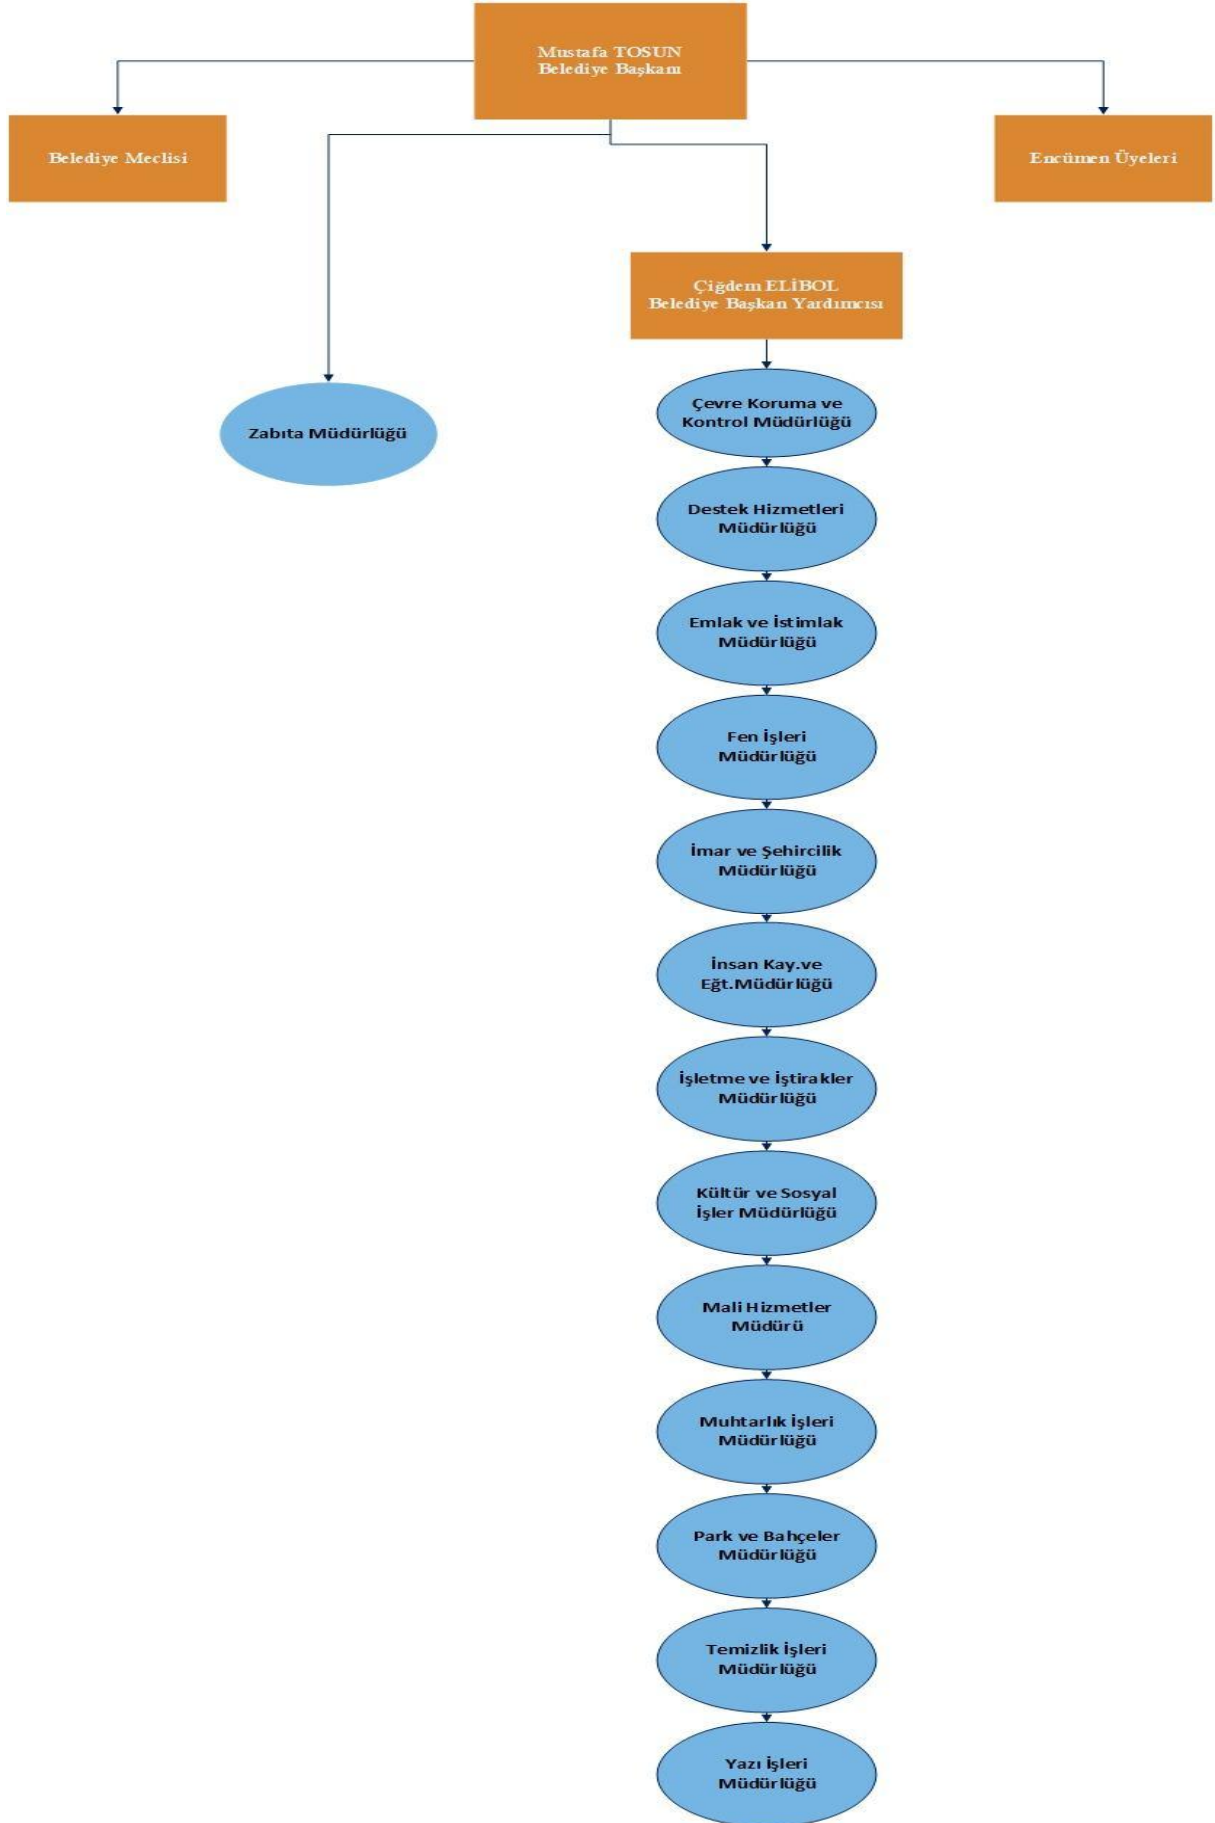 Mustafa TOSUN
Belediye Başkanı
Belediye Meclisi
Encümen Üyeleri
Çiğdem ELİBOL
Belediye Başkan Yardımcısı
Zabıta Müdürlüğü
Çevre Koruma ve
Kontrol Müdürlüğü
Destek Hizmetleri
Müdürlüğü
Emlak ve İstimlak
Müdürlüğü
Fen İşleri
Müdürlüğü
İmar ve Şehircilik
Müdürlüğü
İnsan Kay.ve
Eğt.Müdürlüğü
İşletme ve İştirakler
Müdürlüğü
Kültür ve Sosyal
İşler Müdürlüğü
Mali Hizmetler
Müdürü
Muhtarlık İşleri
Müdürlüğü
Park ve Bahçeler
Müdürlüğü
Temizlik İşleri
Müdürlüğü
Yazı İşleri
Müdürlüğü